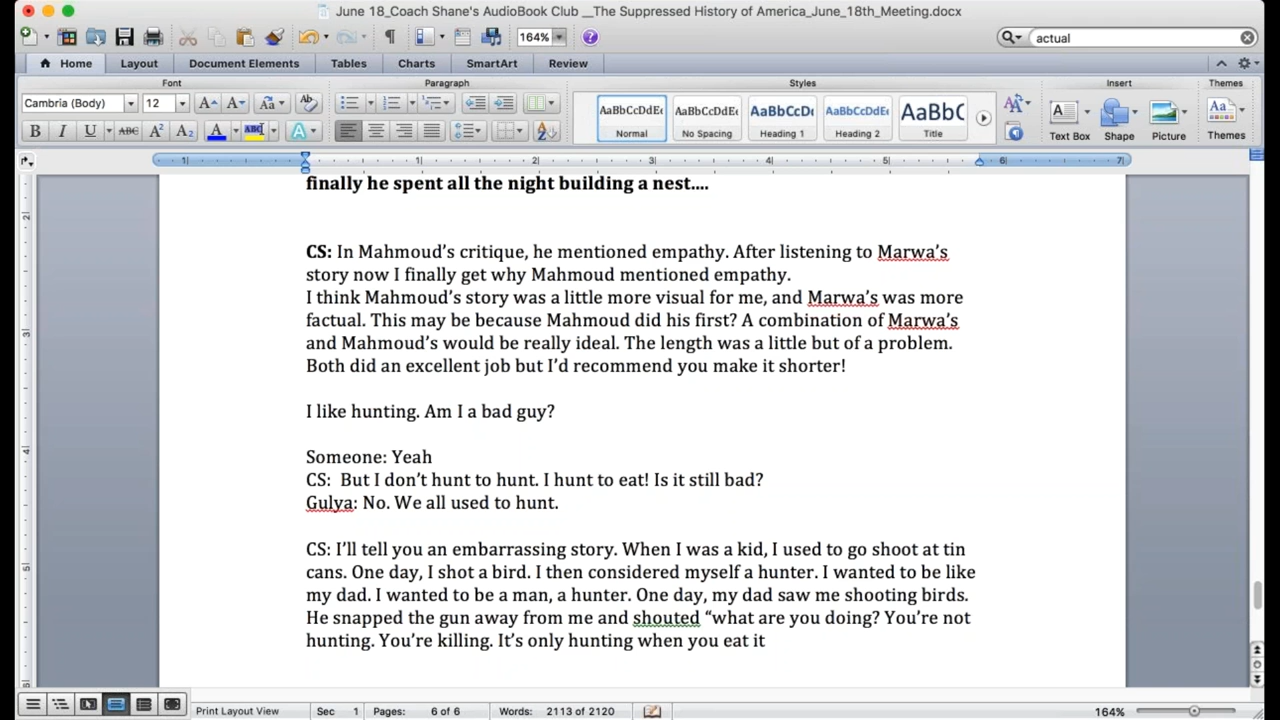 June 18_Coach Shane's AudioBook Club __The Suppressed History of America_June_18th_Meeting.docx
164%
actual
Home Layout Document Elements Tables Charts SmartArt Review
Font Paragraph Styles Insert Themes
Cambria (Body) 12
AaBbCcDdEe AaBbCcDdEe AaBbCcDc AaBbCcDdEe AaBbC
Normal No Spacing Heading 1 Heading 2 Title
Text Box Shape Picture Themes
finally he spent all the night building a nest....
CS: In Mahmoud's critique, he mentioned empathy. After listening to Marwa's
story now I finally get why Mahmoud mentioned empathy.
I think Mahmoud's story was a little more visual for me, and Marwa's was more
factual. This may be because Mahmoud did his first? A combination of Marwa's
and Mahmoud's would be really ideal. The length was a little but of a problem.
Both did an excellent job but I'd recommend you make it shorter!
I like hunting. Am I a bad guy?
Someone: Yeah
CS:  But I don't hunt to hunt. I hunt to eat! Is it still bad?
Gulya: No. We all used to hunt.
CS: I'll tell you an embarrassing story. When I was a kid, I used to go shoot at tin
cans. One day, I shot a bird. I then considered myself a hunter. I wanted to be like
my dad. I wanted to be a man, a hunter. One day, my dad saw me shooting birds.
He snapped the gun away from me and shouted "what are you doing? You're not
hunting. You're killing. It's only hunting when you eat it
Print Layout View Sec 1 Pages: 6 of 6 Words: 2113 of 2120 164%